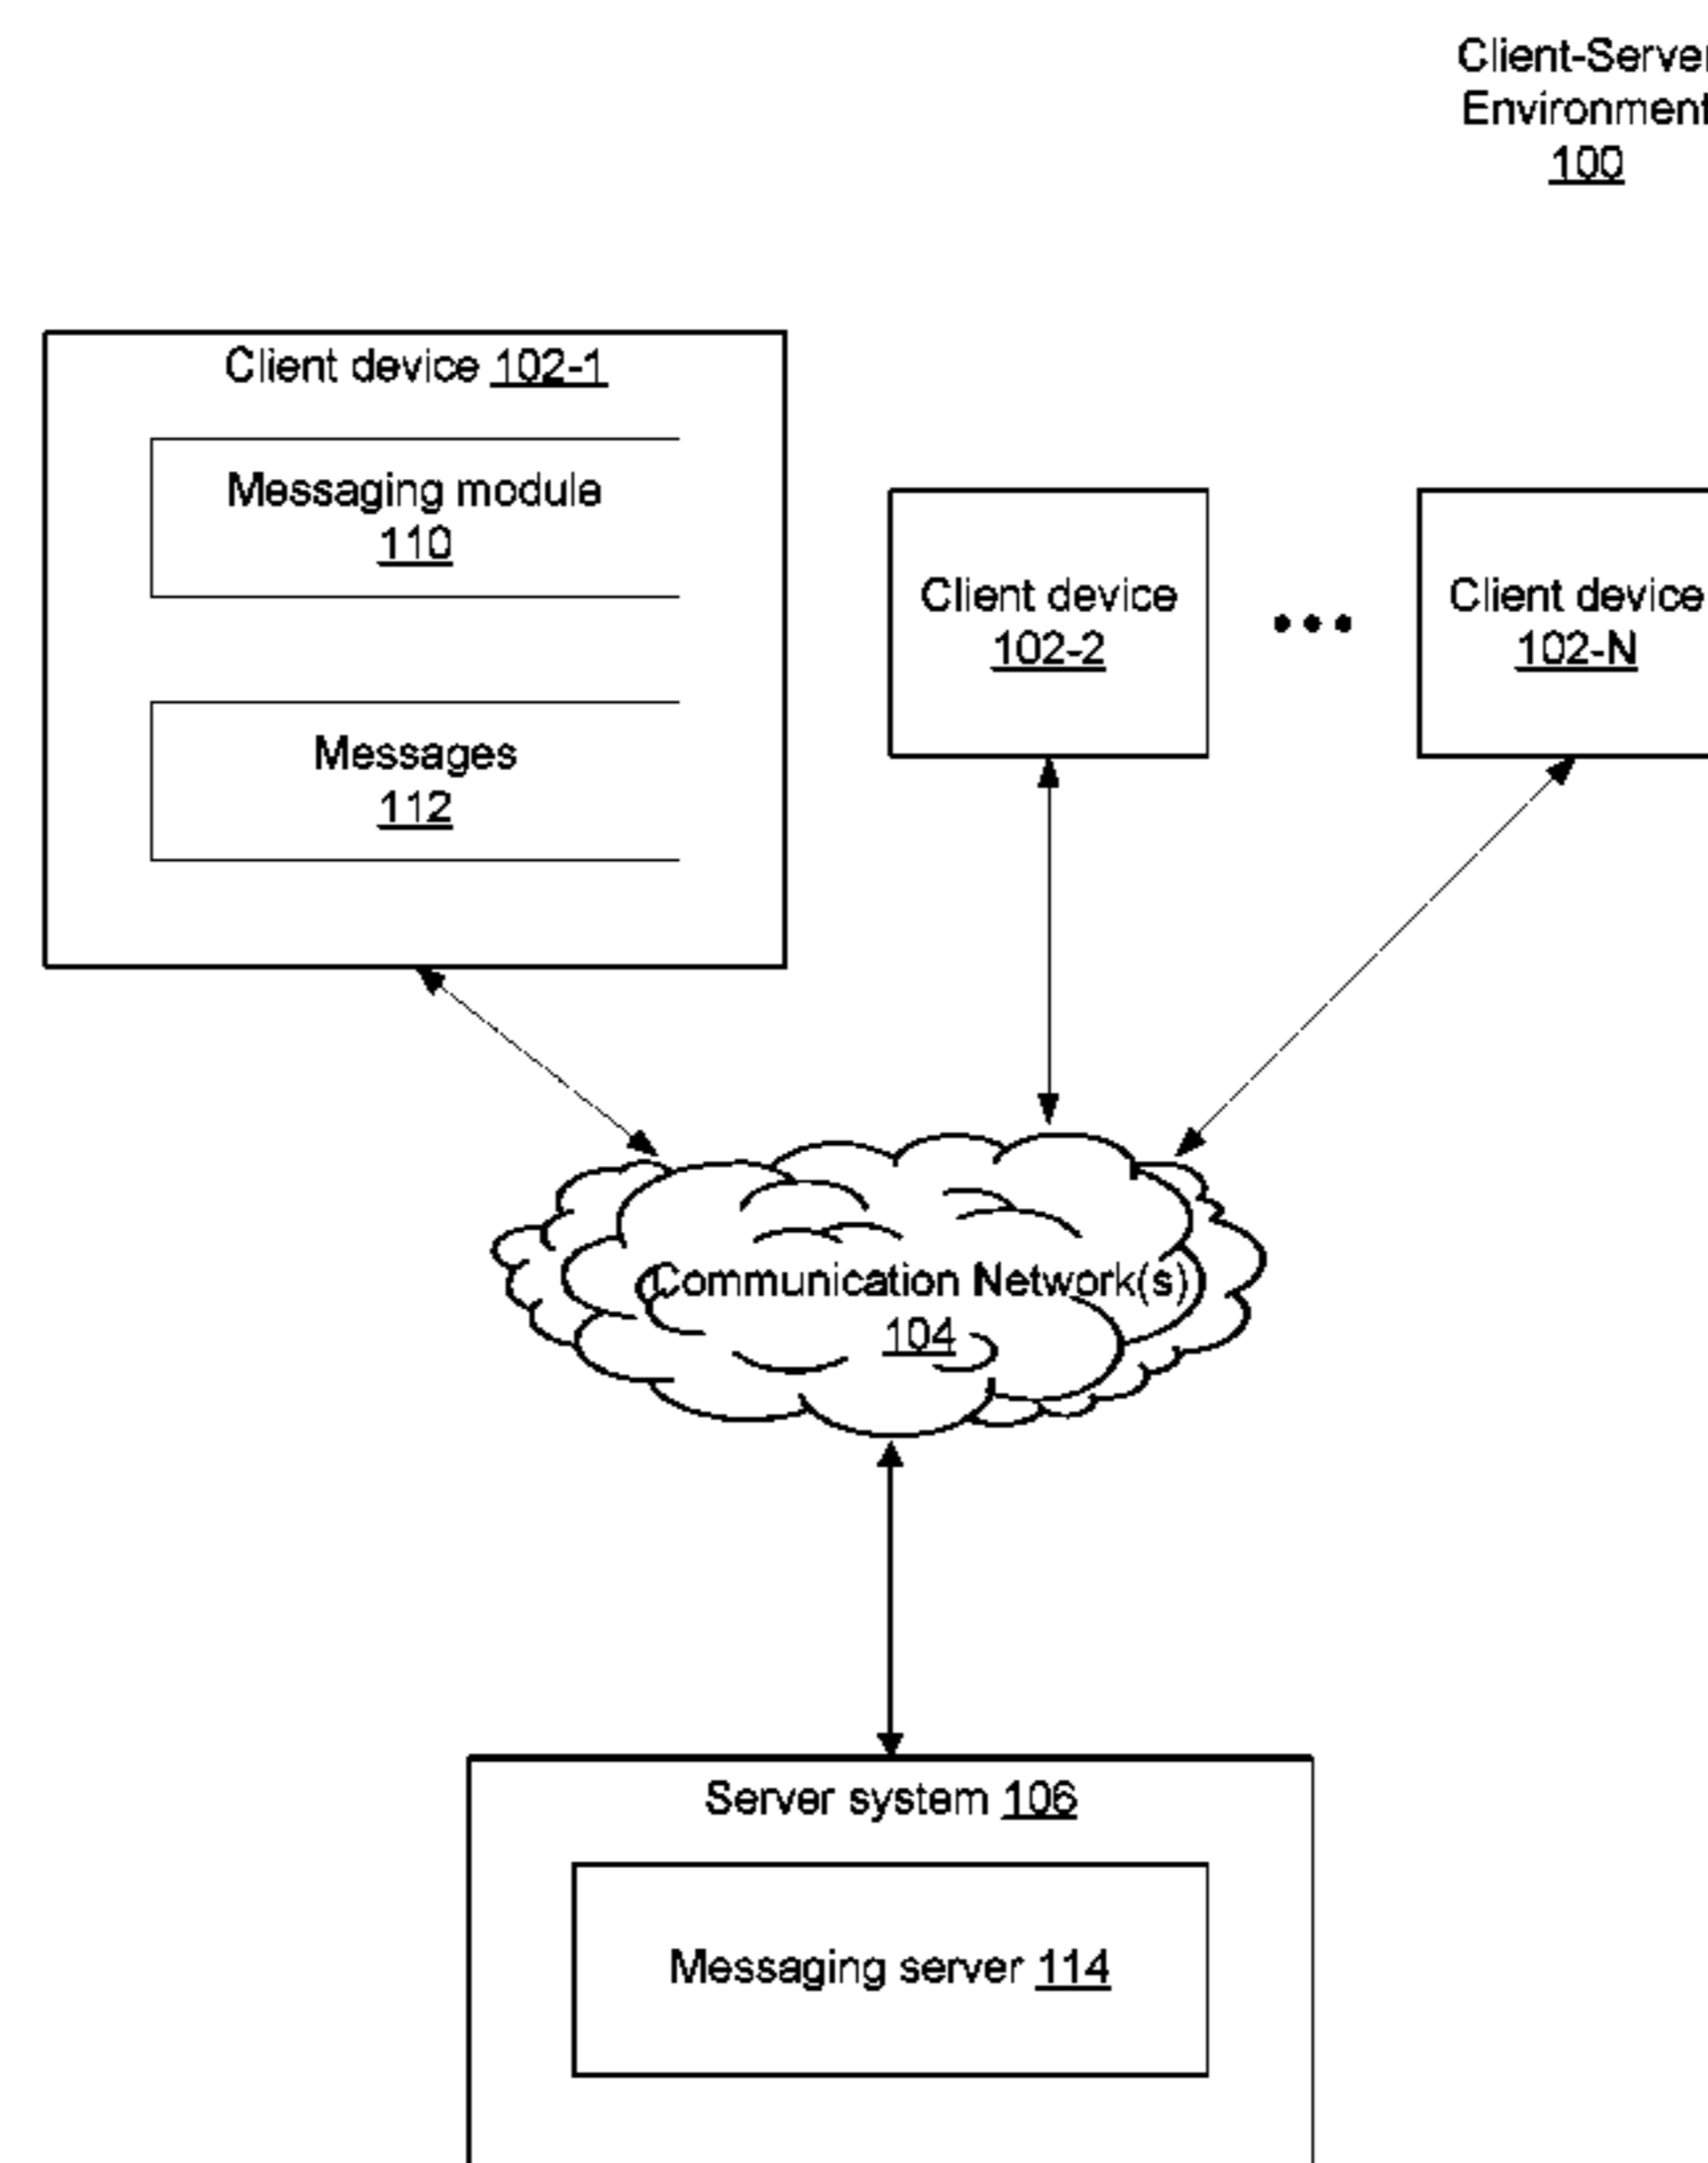 Client-Server
Environment
100
Client device 102-1
Messaging module
110
Messages
112
Client device
102-2
Client device
102-N
Communication Network(s)
104
Server system 106
Messaging server 114